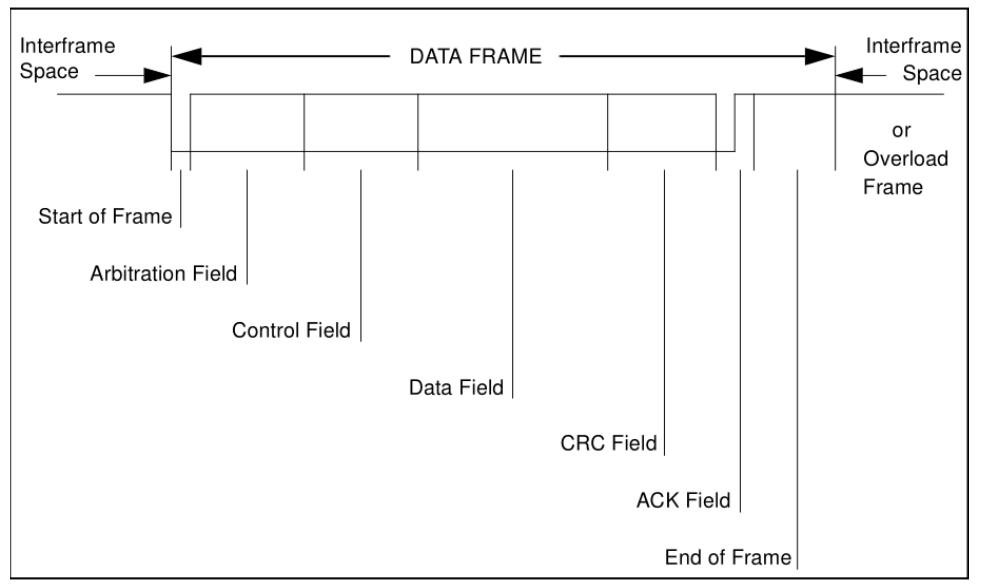 Interframe
Space
DATA FRAME
Interframe
Space
or
Overload
Frame
Start of Frame
Arbitration Field
Control Field
Data Field
CRC Field
ACK Field
End of Frame